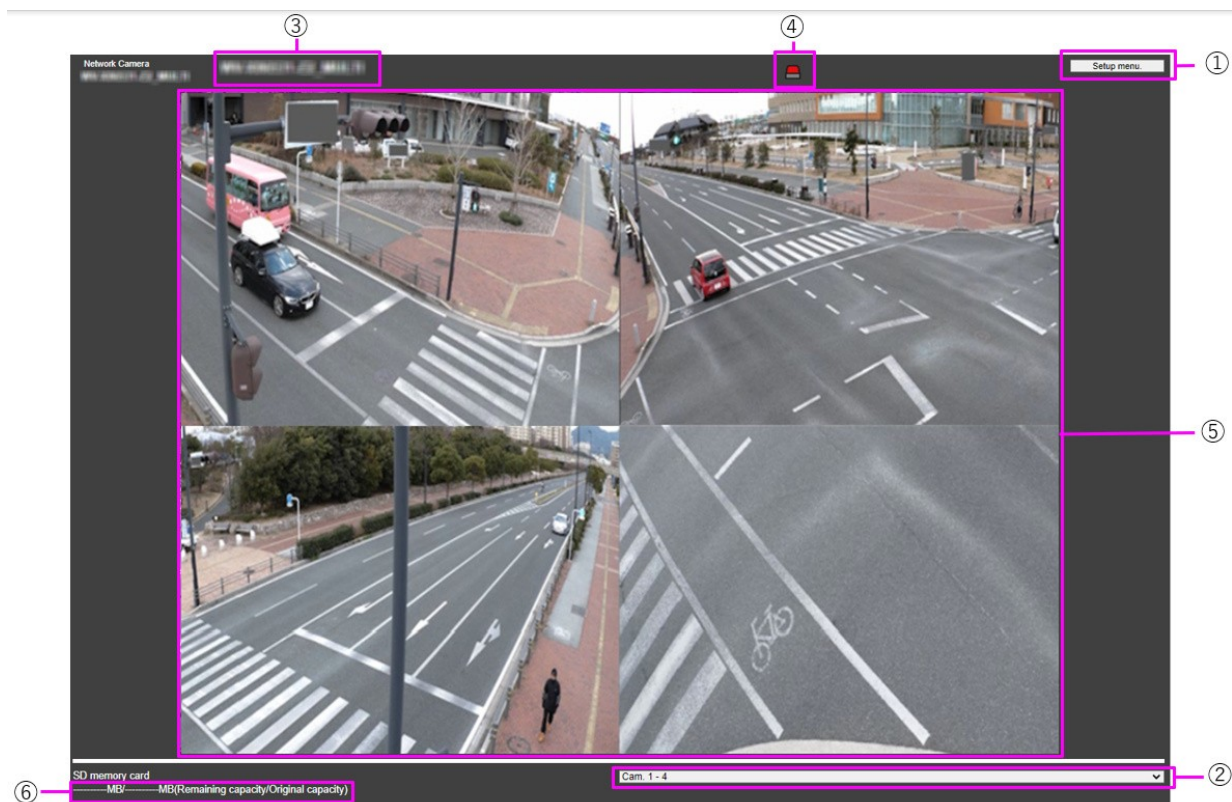 ③
④
Network Camera
①
Setup menu.
⑤
SD memory card
Cam. 1 - 4
②
⑥
----------MB/----------MB(Remaining capacity/Original capacity)